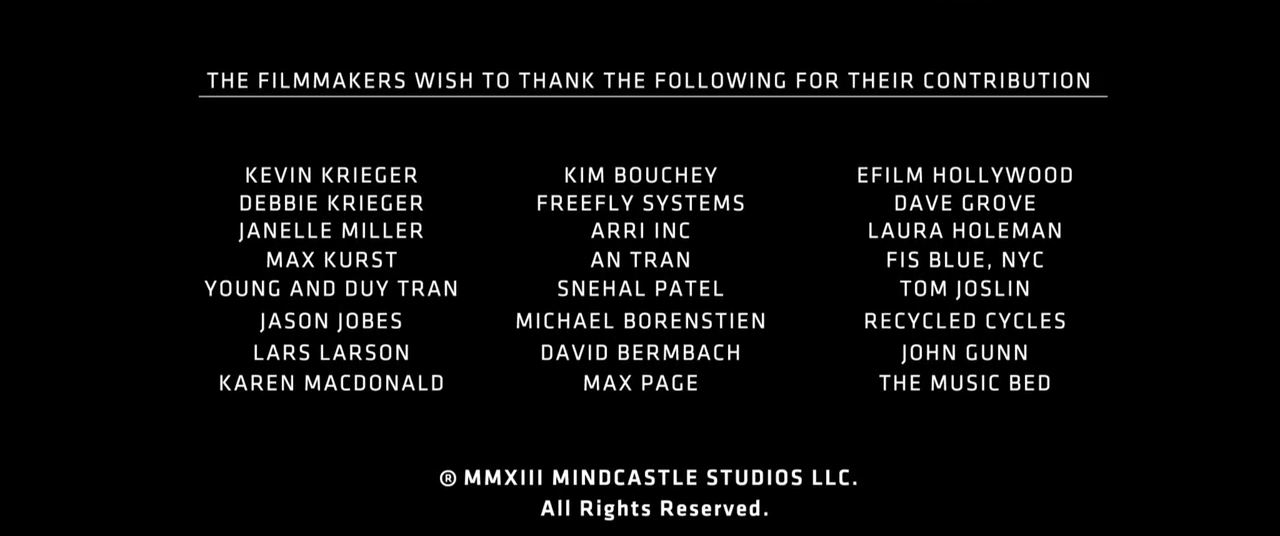 THE FILMMAKERS WISH TO THANK THE FOLLOWING FOR THEIR CONTRIBUTION
KEVIN KRIEGER
DEBBIE KRIEGER
JANELLE MILLER
MAX KURST
YOUNG AND DUY TRAN
JASON JOBES
LARS LARSON
KAREN MACDONALD
KIM BOUCHEY
FREEFLY SYSTEMS
ARRI INC
AN TRAN
SNEHAL PATEL
MICHAEL BORENSTIEN
DAVID BERMBACH
MAX PAGE
EFILM HOLLYWOOD
DAVE GROVE
LAURA HOLEMAN
FIS BLUE, NYC
TOM JOSLIN
RECYCLED CYCLES
JOHN GUNN
THE MUSIC BED
® MMXIII MINDCASTLE STUDIOS LLC.
All Rights Reserved.